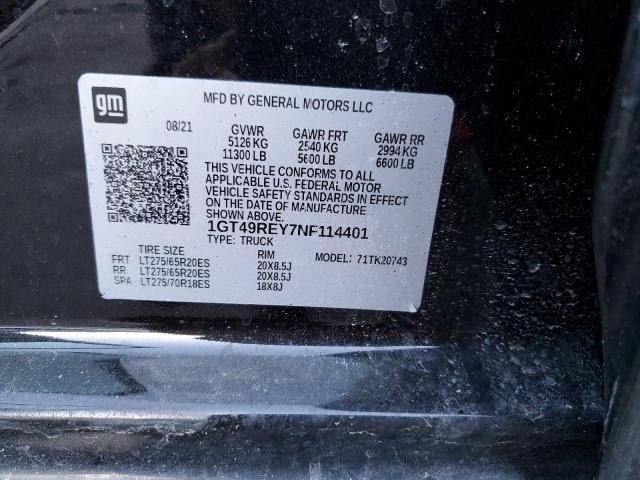 gm
MFD BY GENERAL MOTORS LLC
08/21 GVWR GAWR FRT GAWR RR
5126 KG 2540 KG 2994 KG
11300 LB 5600 LB 6600 LB
THIS VEHICLE CONFORMS TO ALL
APPLICABLE U.S. FEDERAL MOTOR
VEHICLE SAFETY STANDARDS IN EFFECT
ON THE DATE OF MANUFACTURE
SHOWN ABOVE.
1GT49REY7NF114401
TYPE: TRUCK MODEL: 71TK20743
TIRE SIZE RIM
FRT LT275/65R20ES 20X8.5J
RR LT275/65R20ES 20X8.5J
SPA LT275/70R18ES 18X8J